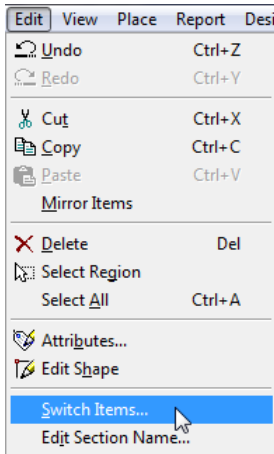 Edit View Place Report Desi
Undo Ctrl+Z
Redo Ctrl+Y
Cut Ctrl+X
Copy Ctrl+C
Paste Ctrl+V
Mirror Items
Delete Del
Select Region
Select All Ctrl+A
Attributes...
Edit Shape
Switch Items...
Edit Section Name...